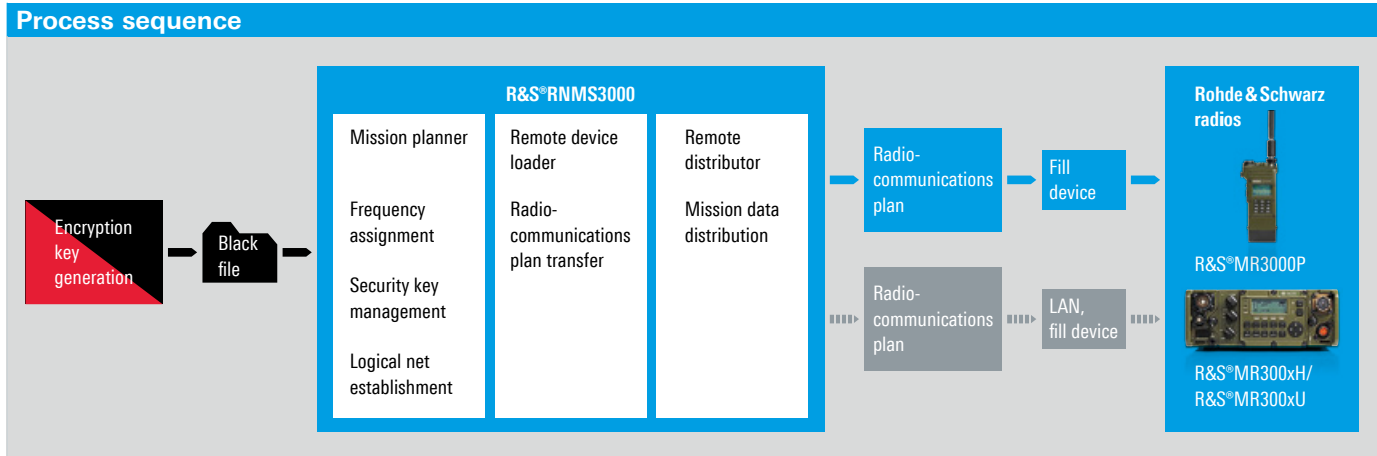 Process sequence
Encryption
key
generation
Black
file
R&S®RNMS3000
Mission planner
Frequency
assignment
Security key
management
Logical net
establishment
Remote device
loader
Radio-
communications
plan transfer
Remote
distributor
Mission data
distribution
Radio-
communications
plan
Fill
device
Radio-
communications
plan
LAN,
fill device
Rohde & Schwarz
radios
R&S®MR3000P
R&S®MR300xH/
R&S®MR300xU